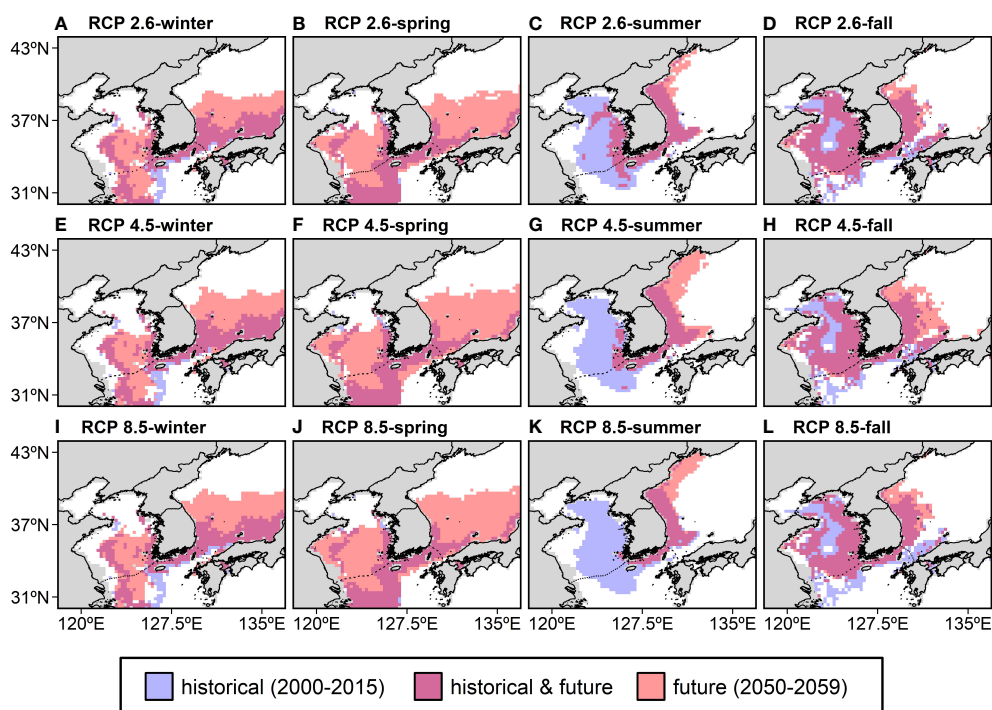 A RCP 2.6-winter B RCP 2.6-spring C RCP 2.6-summer D RCP 2.6-fall
43ºN
37ºN
31ºN
E RCP 4.5-winter F RCP 4.5-spring G RCP 4.5-summer H RCP 4.5-fall
43ºN
37ºN
31ºN
I RCP 8.5-winter J RCP 8.5-spring K RCP 8.5-summer L RCP 8.5-fall
43ºN
37ºN
31ºN
120ºE 127.5ºE 135ºE 120ºE 127.5ºE 135ºE 120ºE 127.5ºE 135ºE 120ºE 127.5ºE 135ºE
historical (2000-2015) historical & future future (2050-2059)